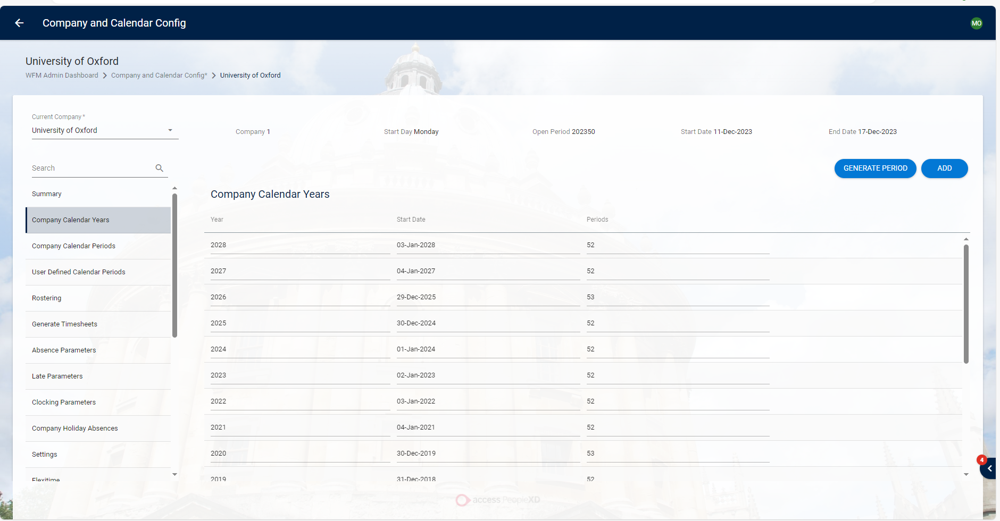 Company and Calendar Config
MO
University of Oxford
WFM Admin Dashboard > Company and Calendar Config* > University of Oxford
Current Company*
University of Oxford
Company 1
Start Day Monday
Open Period 202350
Start Date 11-Dec-2023
End Date 17-Dec-2023
Search
GENERATE PERIOD
ADD
Summary
Company Calendar Years
Company Calendar Periods
User Defined Calendar Periods
Rostering
Generate Timesheets
Absence Parameters
Late Parameters
Clocking Parameters
Company Holiday Absences
Settings
Flexitime
Company Calendar Years
Year Start Date Periods
2028 03-Jan-2028 52
2027 04-Jan-2027 52
2026 29-Dec-2025 53
2025 30-Dec-2024 52
2024 01-Jan-2024 52
2023 02-Jan-2023 52
2022 03-Jan-2022 52
2021 04-Jan-2021 52
2020 30-Dec-2019 53
2019 31-Dec-2018 52
4
access PeopleXD